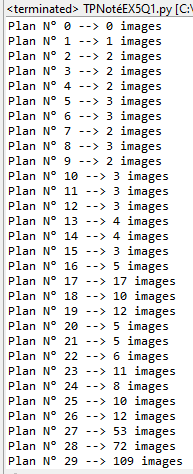 <terminated> TPNotéEX5Q1.py [C:\
Plan N° 0 --> 0 images
Plan N° 1 --> 1 images
Plan N° 2 --> 2 images
Plan N° 3 --> 2 images
Plan N° 4 --> 2 images
Plan N° 5 --> 3 images
Plan N° 6 --> 3 images
Plan N° 7 --> 2 images
Plan N° 8 --> 3 images
Plan N° 9 --> 2 images
Plan N° 10 --> 3 images
Plan N° 11 --> 3 images
Plan N° 12 --> 3 images
Plan N° 13 --> 4 images
Plan N° 14 --> 4 images
Plan N° 15 --> 3 images
Plan N° 16 --> 5 images
Plan N° 17 --> 17 images
Plan N° 18 --> 10 images
Plan N° 19 --> 12 images
Plan N° 20 --> 5 images
Plan N° 21 --> 5 images
Plan N° 22 --> 6 images
Plan N° 23 --> 11 images
Plan N° 24 --> 8 images
Plan N° 25 --> 10 images
Plan N° 26 --> 12 images
Plan N° 27 --> 53 images
Plan N° 28 --> 72 images
Plan N° 29 --> 109 images